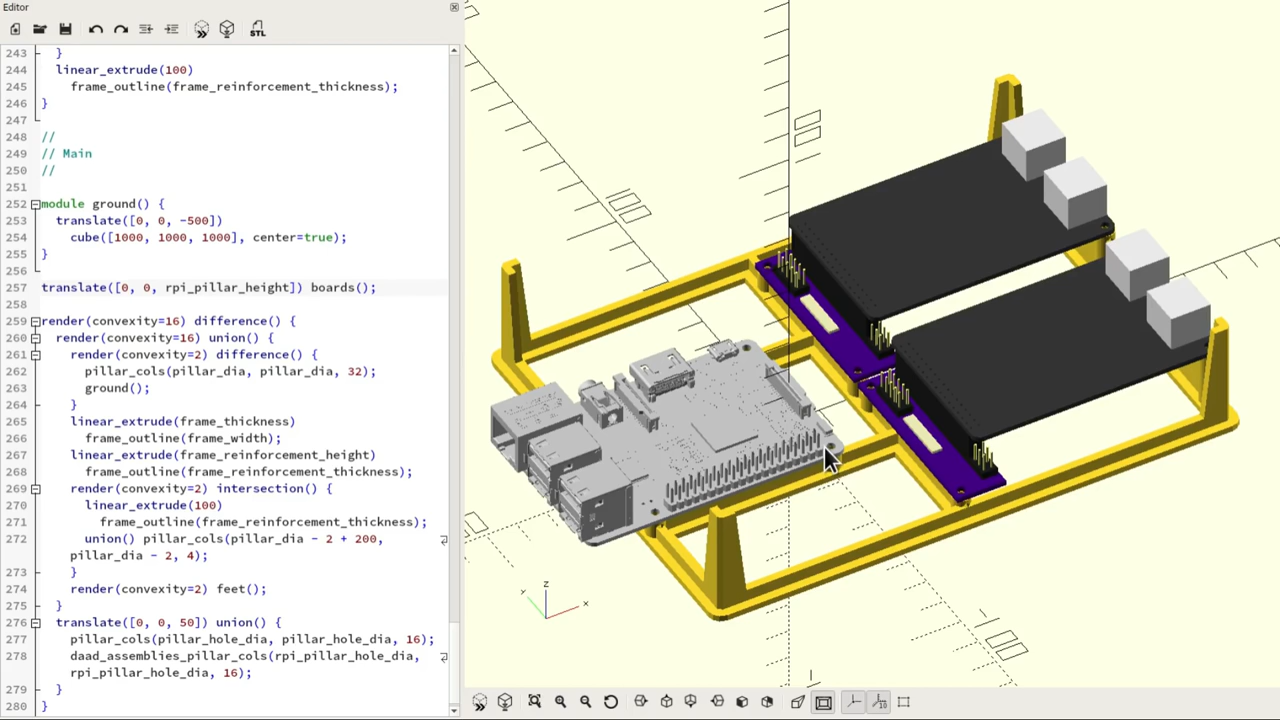 Editor
STL
243 }
244 linear_extrude(100)
245 frame_outline(frame_reinforcement_thickness);
246 }
247
248 //
249 // Main
250 //
251
252 module ground() {
253 translate([0, 0, -500])
254 cube([1000, 1000, 1000], center=true);
255 }
256
257 translate([0, 0, rpi_pillar_height]) boards();
258
259 render(convexity=16) difference() {
260 render(convexity=16) union() {
261 render(convexity=2) difference() {
262 pillar_cols(pillar_dia, pillar_dia, 32);
263 ground();
264 }
265 linear_extrude(frame_thickness)
266 frame_outline(frame_width);
267 linear_extrude(frame_reinforcement_height)
268 frame_outline(frame_reinforcement_thickness);
269 render(convexity=2) intersection() {
270 linear_extrude(100)
271 frame_outline(frame_reinforcement_thickness);
272 union() pillar_cols(pillar_dia - 2 + 200,
pillar_dia - 2, 4);
273 }
274 render(convexity=2) feet();
275 }
276 translate([0, 0, 50]) union() {
277 pillar_cols(pillar_hole_dia, pillar_hole_dia, 16);
278 daad_assemblies_pillar_cols(rpi_pillar_hole_dia,
rpi_pillar_hole_dia, 16);
279 }
280 }
z
x
10